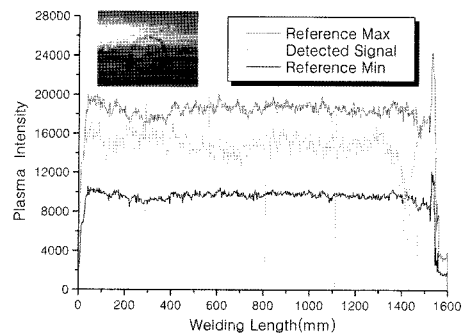 28000
24000
20000
16000
12000
8000
4000
0
Plasma Intensity
Reference Max
Detected Signal
Reference Min
0 200 400 600 800 1000 1200 1400 1600
Welding Length(mm)